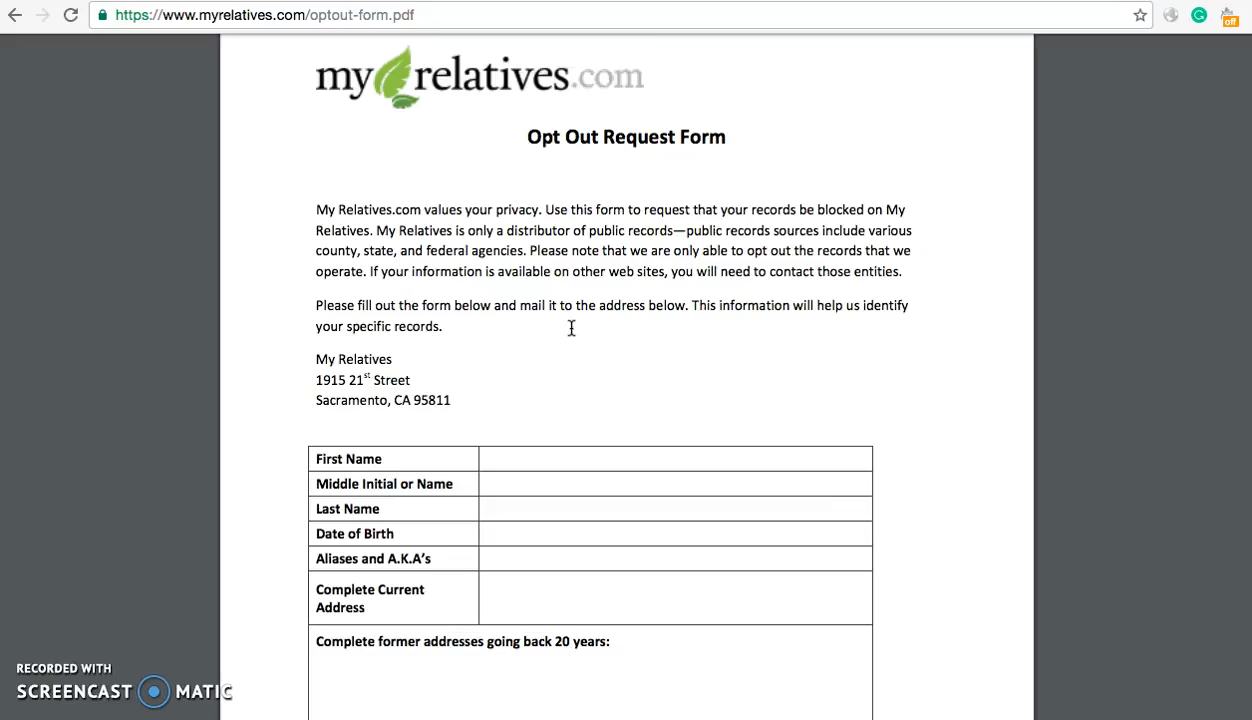 https://www.myrelatives.com/optout-form.pdf
off
my relatives.com
Opt Out Request Form
My Relatives.com values your privacy. Use this form to request that your records be blocked on My
Relatives. My Relatives is only a distributor of public records—public records sources include various
county, state, and federal agencies. Please note that we are only able to opt out the records that we
operate. If your information is available on other web sites, you will need to contact those entities.
Please fill out the form below and mail it to the address below. This information will help us identify
your specific records.
My Relatives
1915 21st Street
Sacramento, CA 95811
First Name
Middle Initial or Name
Last Name
Date of Birth
Aliases and A.K.A’s
Complete Current
Address
Complete former addresses going back 20 years:
RECORDED WITH
SCREENCAST MATIC